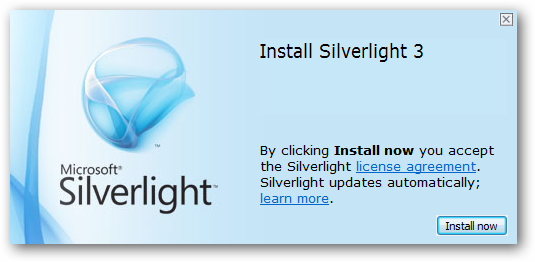 Install Silverlight 3
By clicking Install now you accept
the Silverlight license agreement.
Silverlight updates automatically;
learn more.
Microsoft®
Silverlight™
Install now